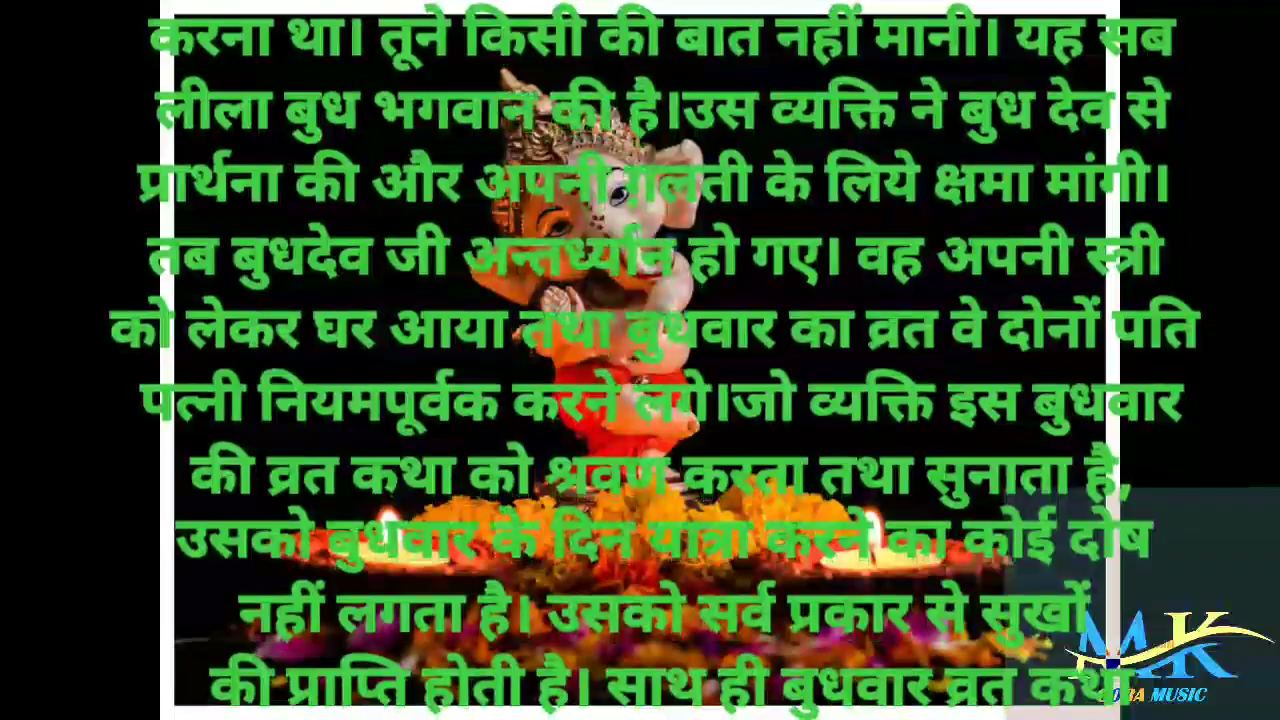 करना था। तूने किसी की बात नहीं मानी। यह सब
लीला बुध भगवान की है।उस व्यक्ति ने बुध देव से
प्रार्थना की और अपनी ग़लती के लिये क्षमा मांगी।
तब बुधदेव जी अन्तर्ध्यान हो गए। वह अपनी स्त्री
को लेकर घर आया तथा बुधवार का व्रत वे दोनों पति
पत्नी नियमपूर्वक करने लगे।जो व्यक्ति इस बुधवार
की व्रत कथा को श्रवण करता तथा सुनाता है,
उसको बुधवार के दिन यात्रा करने का कोई दोष
नहीं लगता है। उसको सर्व प्रकार से सुखों
की प्राप्ति होती है। साथ ही बुधवार व्रत कथा
MK
MUSIC